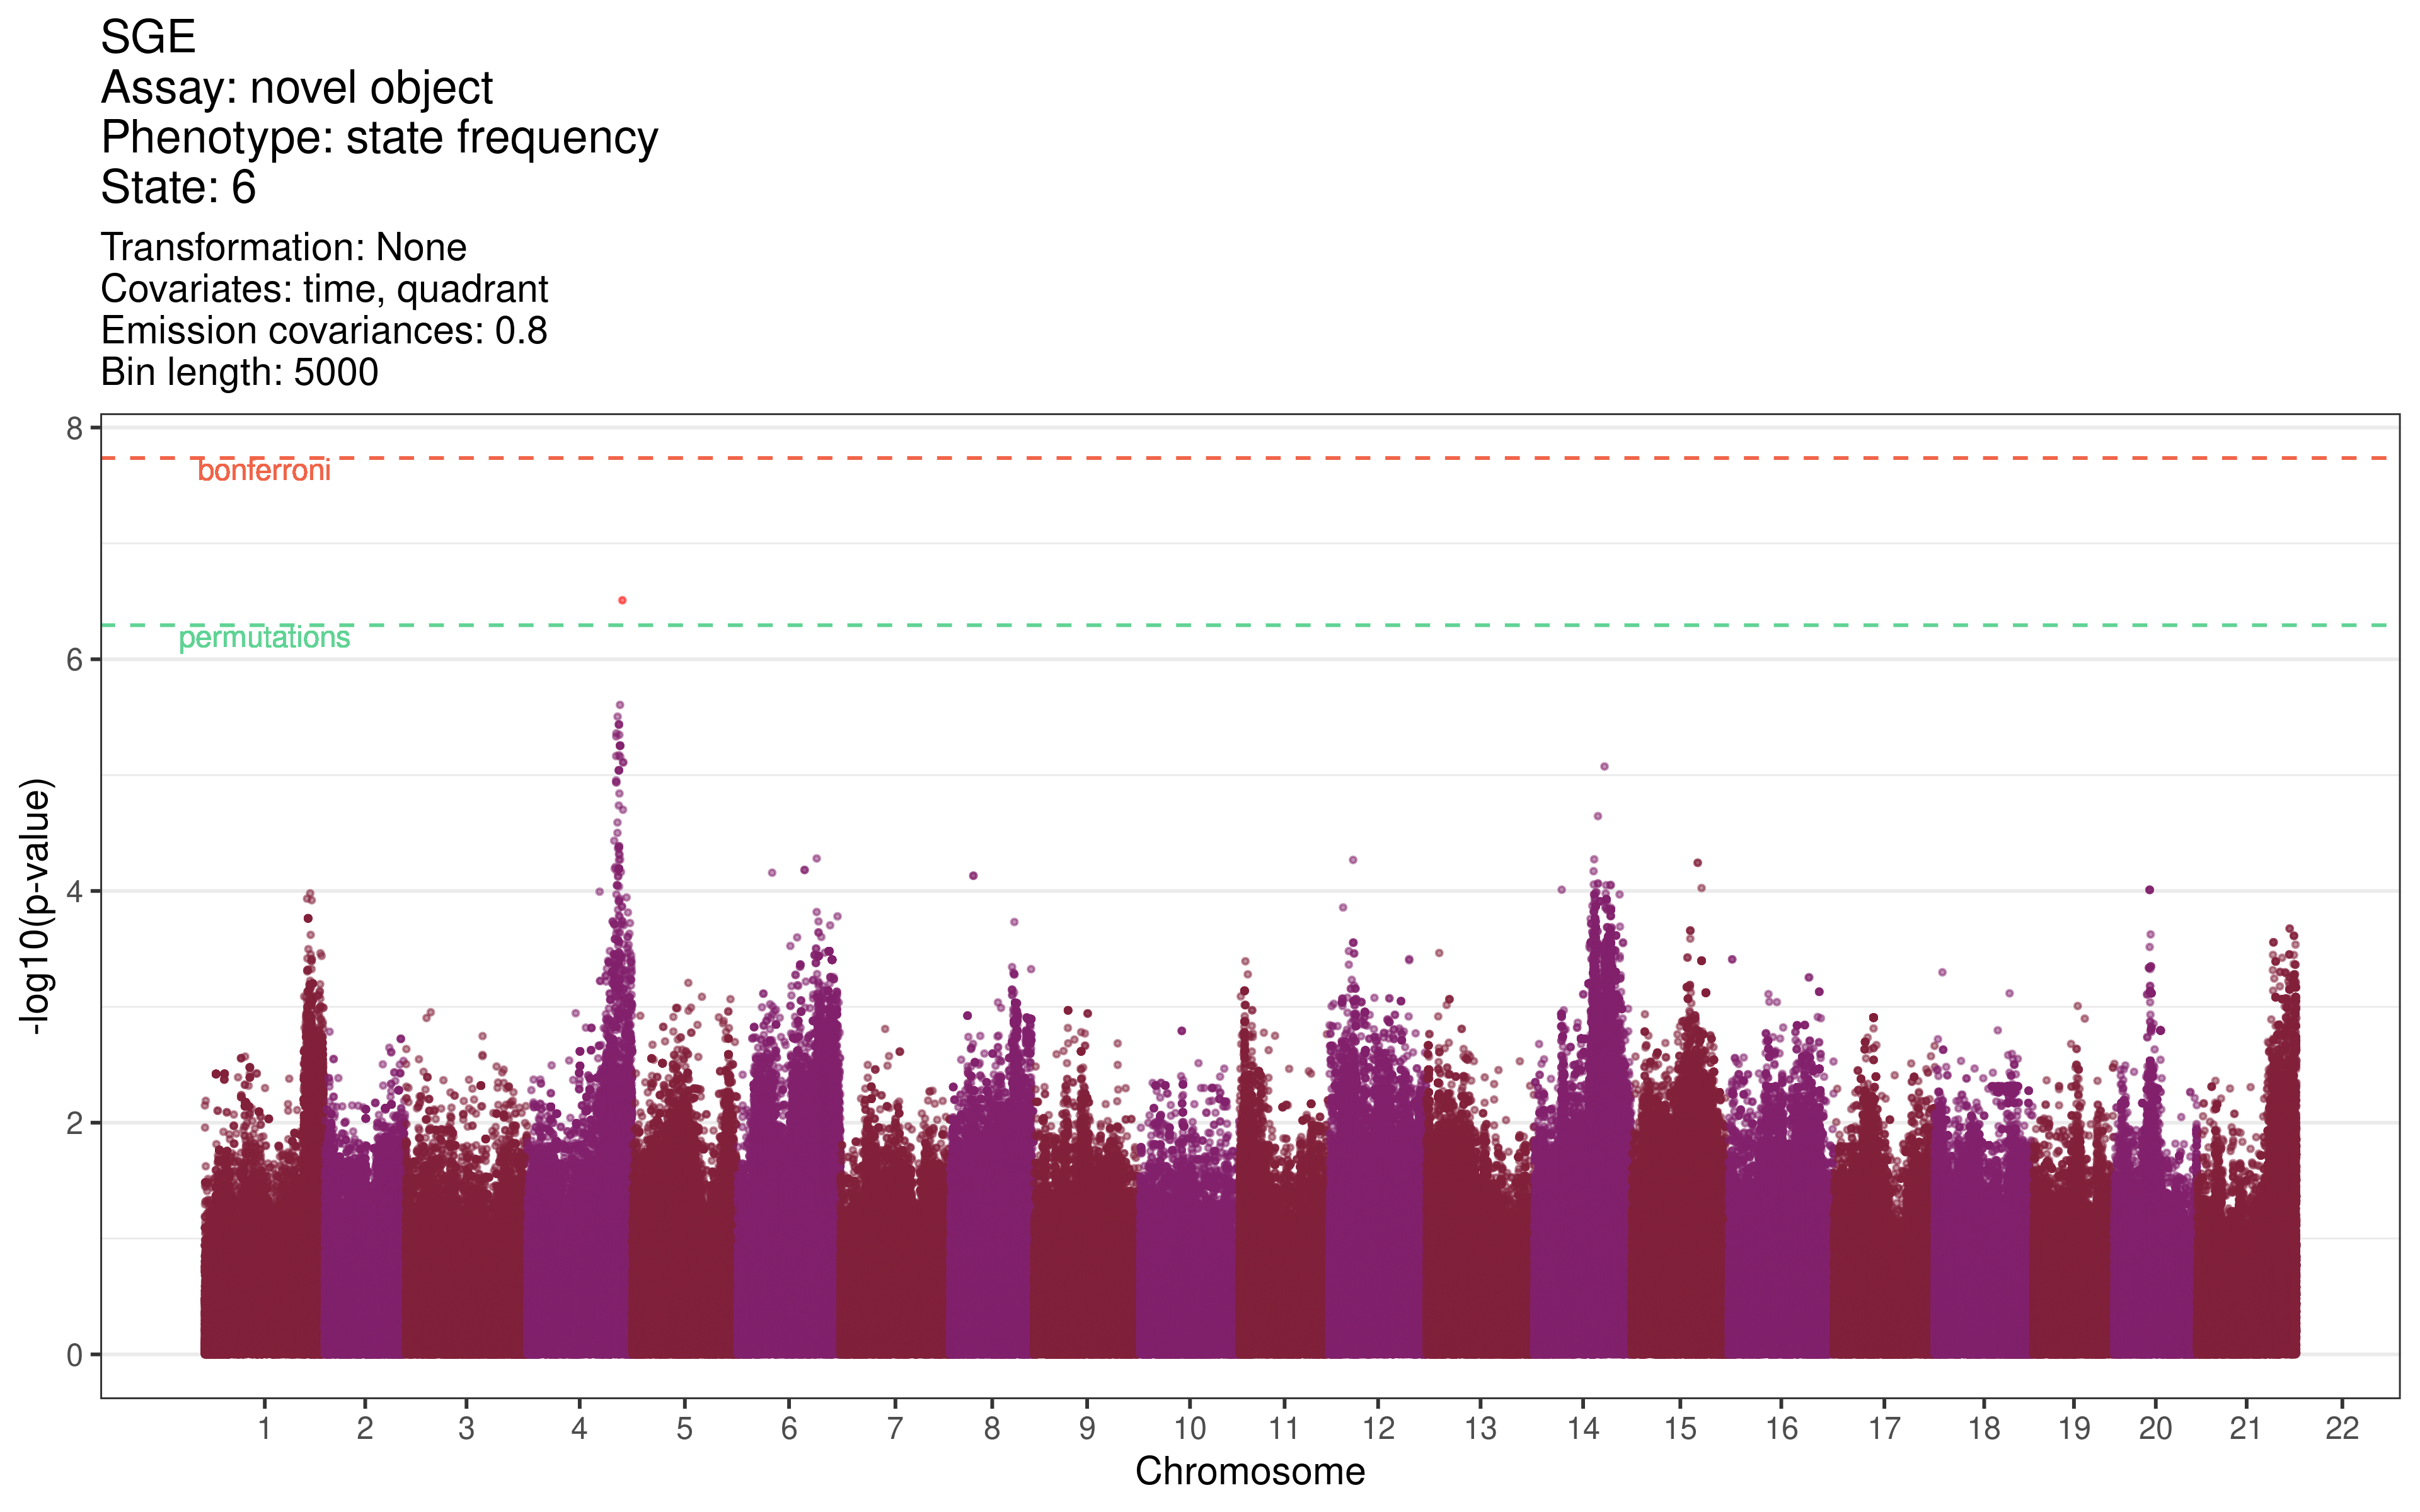 SGE
Assay: novel object
Phenotype: state frequency
State: 6
Transformation: None
Covariates: time, quadrant
Emission covariances: 0.8
Bin length: 5000
8
bonferroni
permutations
6
-log10(p-value)
4
2
0
1 2 3 4 5 6 7 8 9 10 11 12 13 14 15 16 17 18 19 20 21 22
Chromosome